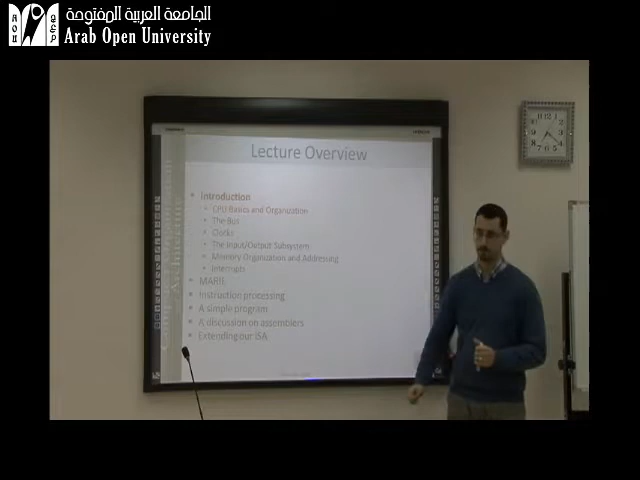 الجامعة العربية المفتوحة
Arab Open University
AOU
Lecture Overview
Introduction
CPU Basics and Organization
The Bus
Clocks
The Input/Output Subsystem
Memory Organization and Addressing
Interrupts
MARIE
Instruction processing
A simple program
A discussion on assemblers
Extending our ISA